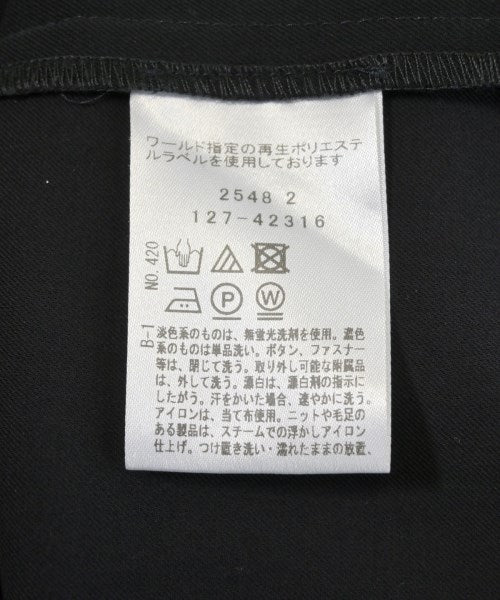 ワールド指定の再生ポリエステ
ルラベルを使用しております
2548 2
127-42316
NO. 420
P
W
B-1
淡色系のものは、無蛍光洗剤を使用。濃色
系のものは単品洗い。ボタン、ファスナー
等は、閉じて洗う。取り外し可能な附属品
は、外して洗う。漂白は、漂白剤の指示に
したがう。汗をかいた場合、速やかに洗う。
アイロンは、当て布使用。ニットや毛足の
ある製品は、スチームでの浮かしアイロン
仕上げ。つけ置き洗い・濡れたままの放置、